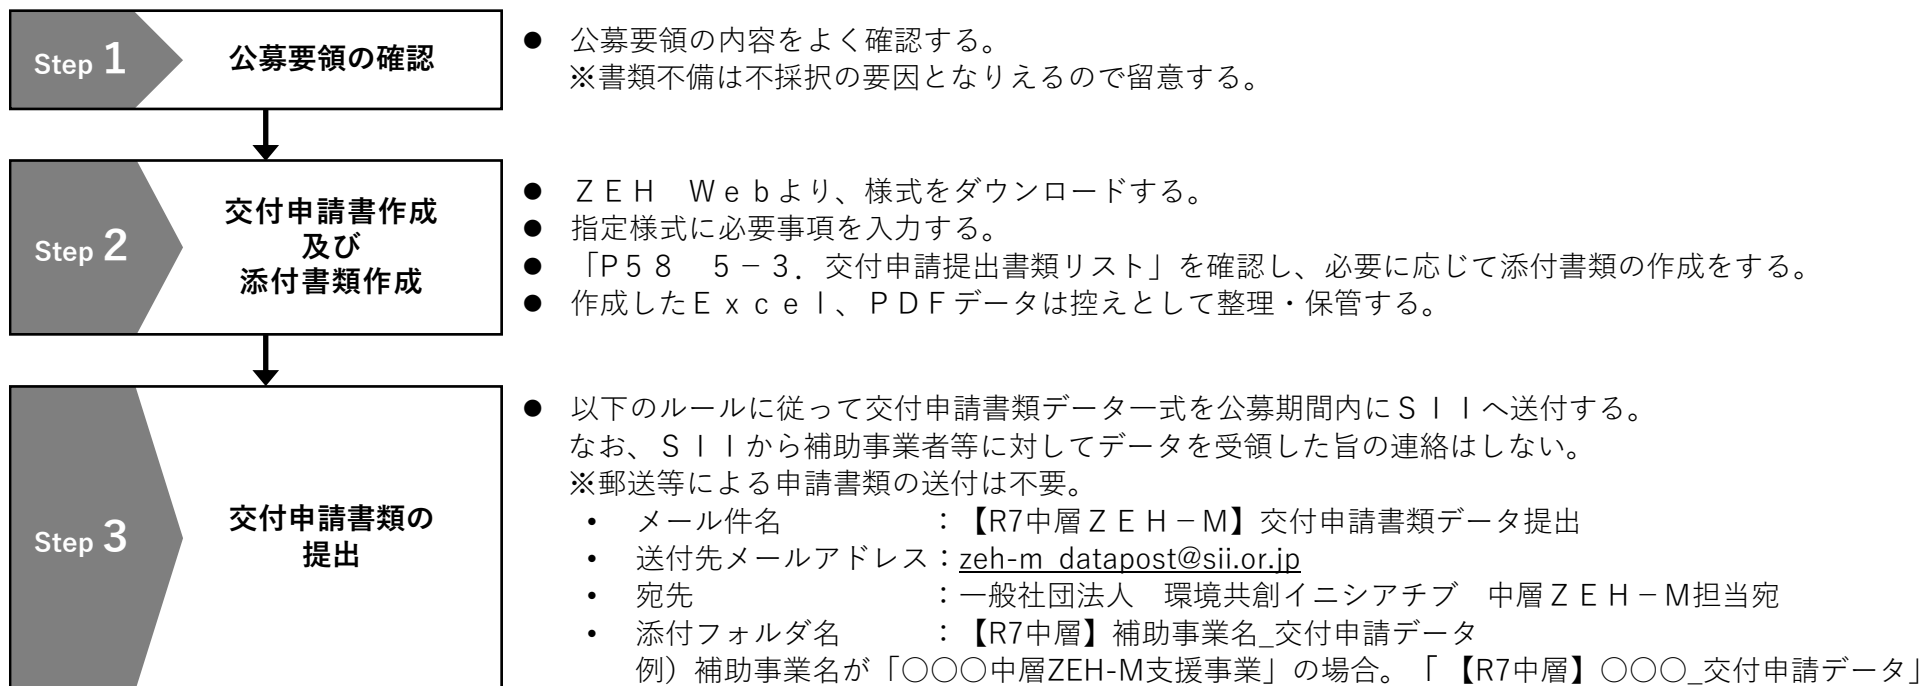 Step 1
公募要領の確認
● 公募要領の内容をよく確認する。
※書類不備は不採択の要因となりえるので留意する。
Step 2
交付申請書作成
及び
添付書類作成
● ＺＥＨ　Ｗｅｂより、様式をダウンロードする。
● 指定様式に必要事項を入力する。
● 「Ｐ５８　５－３．交付申請提出書類リスト」を確認し、必要に応じて添付書類の作成をする。
● 作成したＥｘｃｅｌ、ＰＤＦデータは控えとして整理・保管する。
Step 3
交付申請書類の
提出
● 以下のルールに従って交付申請書類データ一式を公募期間内にＳＩＩへ送付する。
なお、ＳＩＩから補助事業者等に対してデータを受領した旨の連絡はしない。
※郵送等による申請書類の送付は不要。
• メール件名　　　　　：【R7中層ＺＥＨ－Ｍ】交付申請書類データ提出
• 送付先メールアドレス：zeh-m_datapost@sii.or.jp
• 宛先　　　　　　　　：一般社団法人　環境共創イニシアチブ　中層ＺＥＨ－Ｍ担当宛
• 添付フォルダ名　　　：【R7中層】補助事業名_交付申請データ
例）補助事業名が「○○○中層ZEH-M支援事業」の場合。「【R7中層】○○○_交付申請データ」